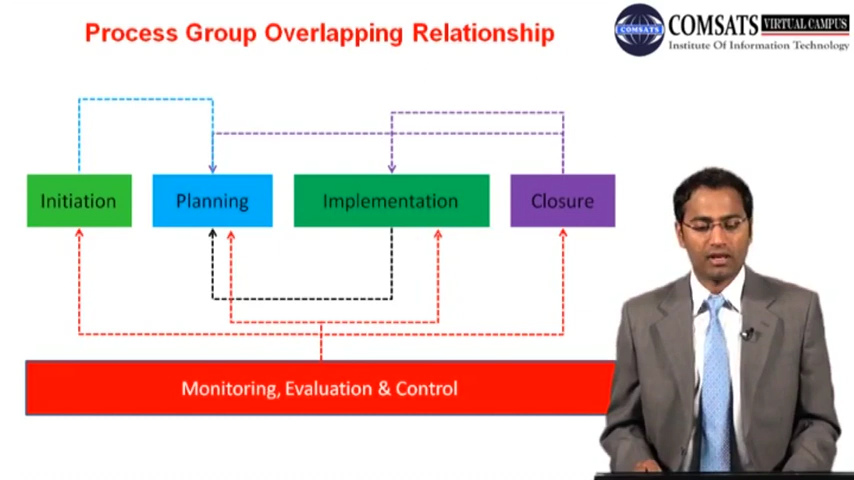 Process Group Overlapping Relationship
COMSATS
COMSATS VIRTUAL CAMPUS
Institute Of Information Technology
Initiation
Planning
Implementation
Closure
Monitoring, Evaluation & Control